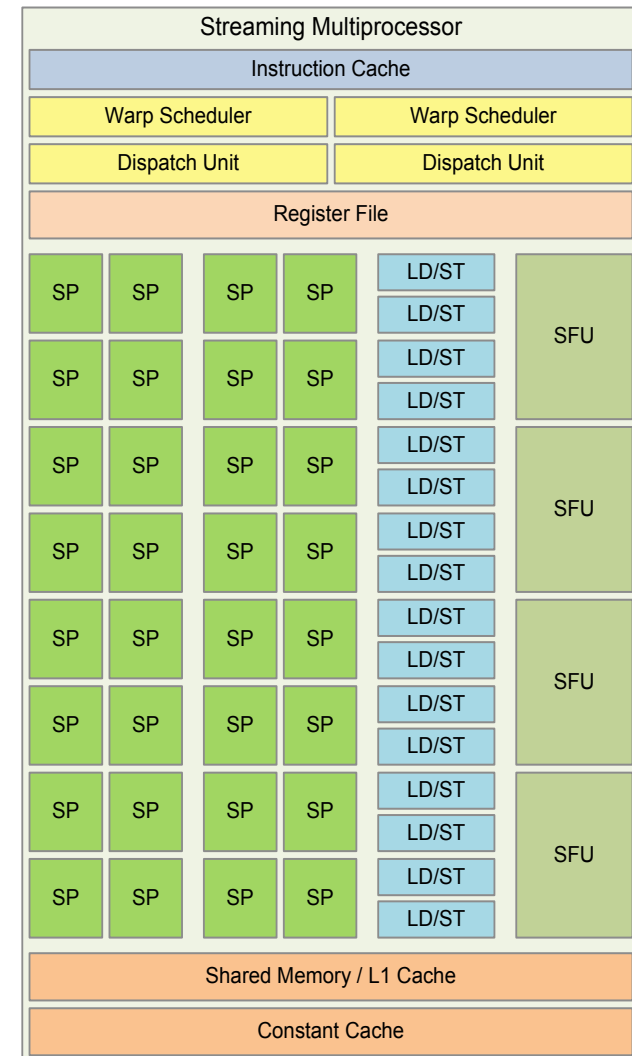 Streaming Multiprocessor
Instruction Cache
Warp Scheduler Warp Scheduler
Dispatch Unit Dispatch Unit
Register File
SP SP SP SP LD/ST LD/ST SFU
SP SP SP SP LD/ST LD/ST
SP SP SP SP LD/ST LD/ST SFU
SP SP SP SP LD/ST LD/ST
SP SP SP SP LD/ST LD/ST SFU
SP SP SP SP LD/ST LD/ST
SP SP SP SP LD/ST LD/ST SFU
SP SP SP SP LD/ST LD/ST
Shared Memory / L1 Cache
Constant Cache